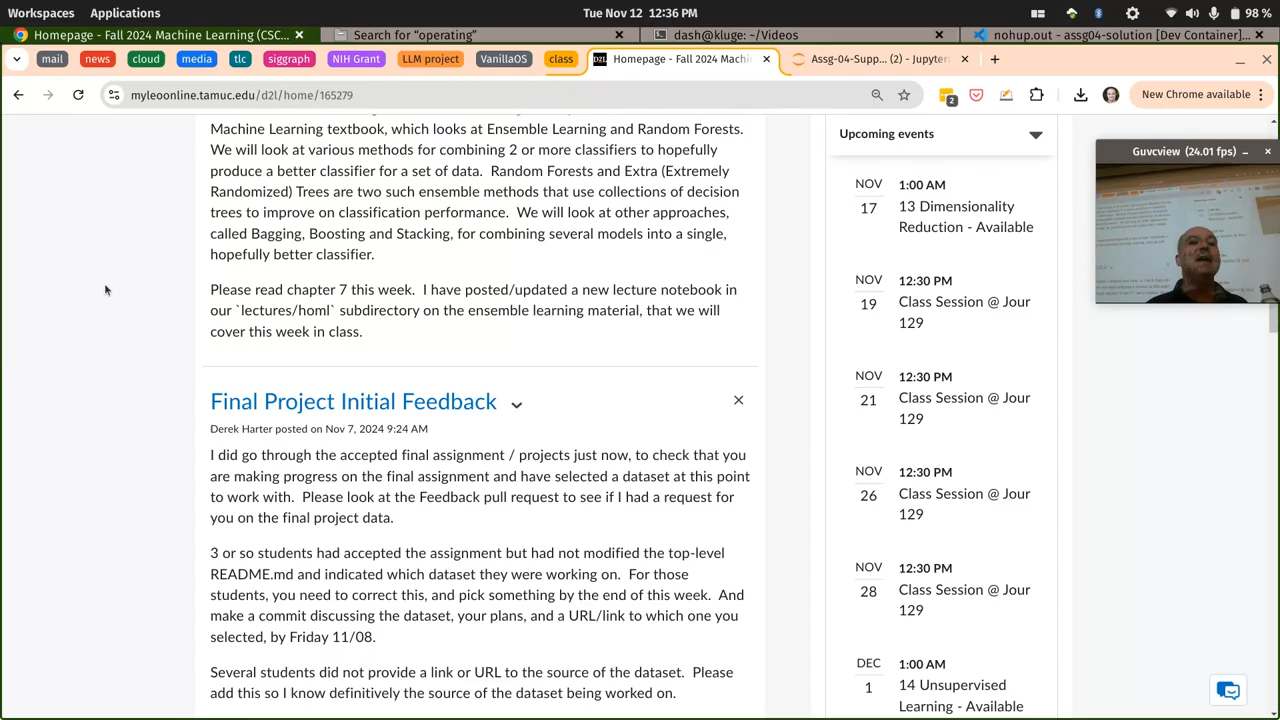 Workspaces Applications Tue Nov 12 12:36 PM 98 %
Homepage - Fall 2024 Machine Learning (CSC... × Search for “operating” × dash@kluge: ~/Videos × nohup.out - assg04-solution [Dev Container]... ×
mail news cloud media tlc siggraph NIH Grant LLM project VanillaOS class D2L Homepage - Fall 2024 Machi × Assg-04-Supp... (2) - Jupyter × +
myleoonline.tamuc.edu/d2l/home/165279 2 New Chrome available
Machine Learning textbook, which looks at Ensemble Learning and Random Forests.
We will look at various methods for combining 2 or more classifiers to hopefully
produce a better classifier for a set of data. Random Forests and Extra (Extremely
Randomized) Trees are two such ensemble methods that use collections of decision
trees to improve on classification performance. We will look at other approaches,
called Bagging, Boosting and Stacking, for combining several models into a single,
hopefully better classifier.
Please read chapter 7 this week. I have posted/updated a new lecture notebook in
our `lectures/homl` subdirectory on the ensemble learning material, that we will
cover this week in class.
Final Project Initial Feedback
Derek Harter posted on Nov 7, 2024 9:24 AM
I did go through the accepted final assignment / projects just now, to check that you
are making progress on the final assignment and have selected a dataset at this point
to work with. Please look at the Feedback pull request to see if I had a request for
you on the final project data.
3 or so students had accepted the assignment but had not modified the top-level
README.md and indicated which dataset they were working on. For those
students, you need to correct this, and pick something by the end of this week. And
make a commit discussing the dataset, your plans, and a URL/link to which one you
selected, by Friday 11/08.
Several students did not provide a link or URL to the source of the dataset. Please
add this so I know definitively the source of the dataset being worked on.
Upcoming events
NOV 1:00 AM
17 13 Dimensionality
Reduction - Available
NOV 12:30 PM
19 Class Session @ Jour
129
NOV 12:30 PM
21 Class Session @ Jour
129
NOV 12:30 PM
26 Class Session @ Jour
129
NOV 12:30 PM
28 Class Session @ Jour
129
DEC 1:00 AM
1 14 Unsupervised
Learning - Available
Guvcview (24.01 fps)